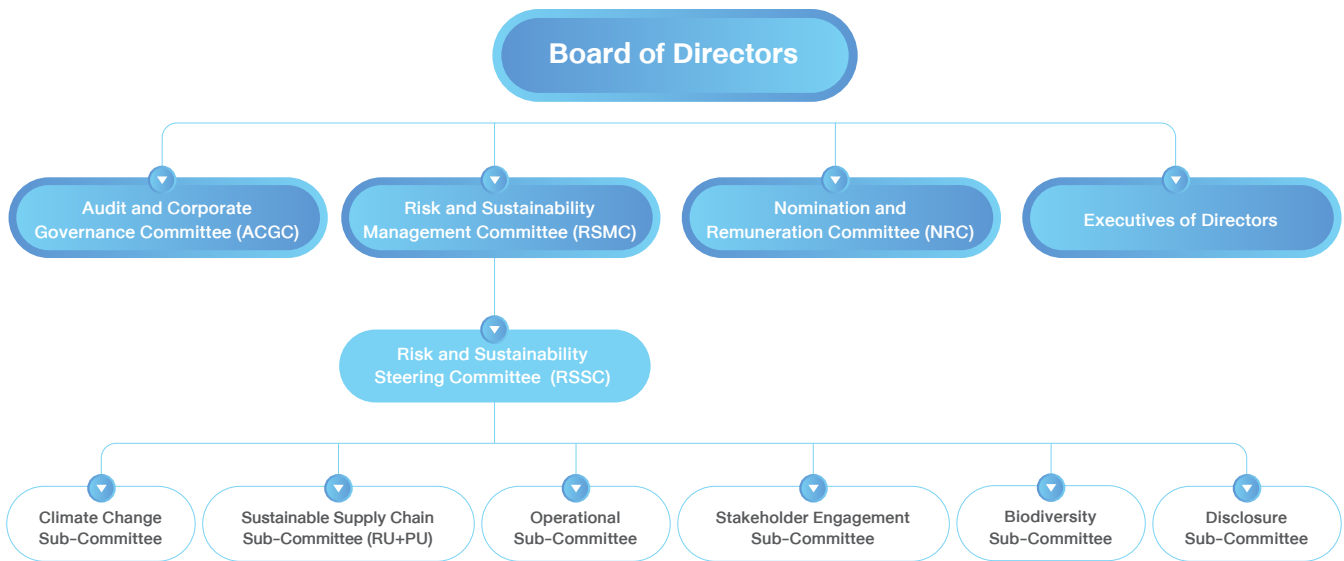 Board of Directors
Audit and Corporate
Governance Committee (ACGC)
Risk and Sustainability
Management Committee (RSMC)
Nomination and
Remuneration Committee (NRC)
Executives of Directors
Risk and Sustainability
Steering Committee (RSSC)
Climate Change
Sub-Committee
Sustainable Supply Chain
Sub-Committee (RU+PU)
Operational
Sub-Committee
Stakeholder Engagement
Sub-Committee
Biodiversity
Sub-Committee
Disclosure
Sub-Committee